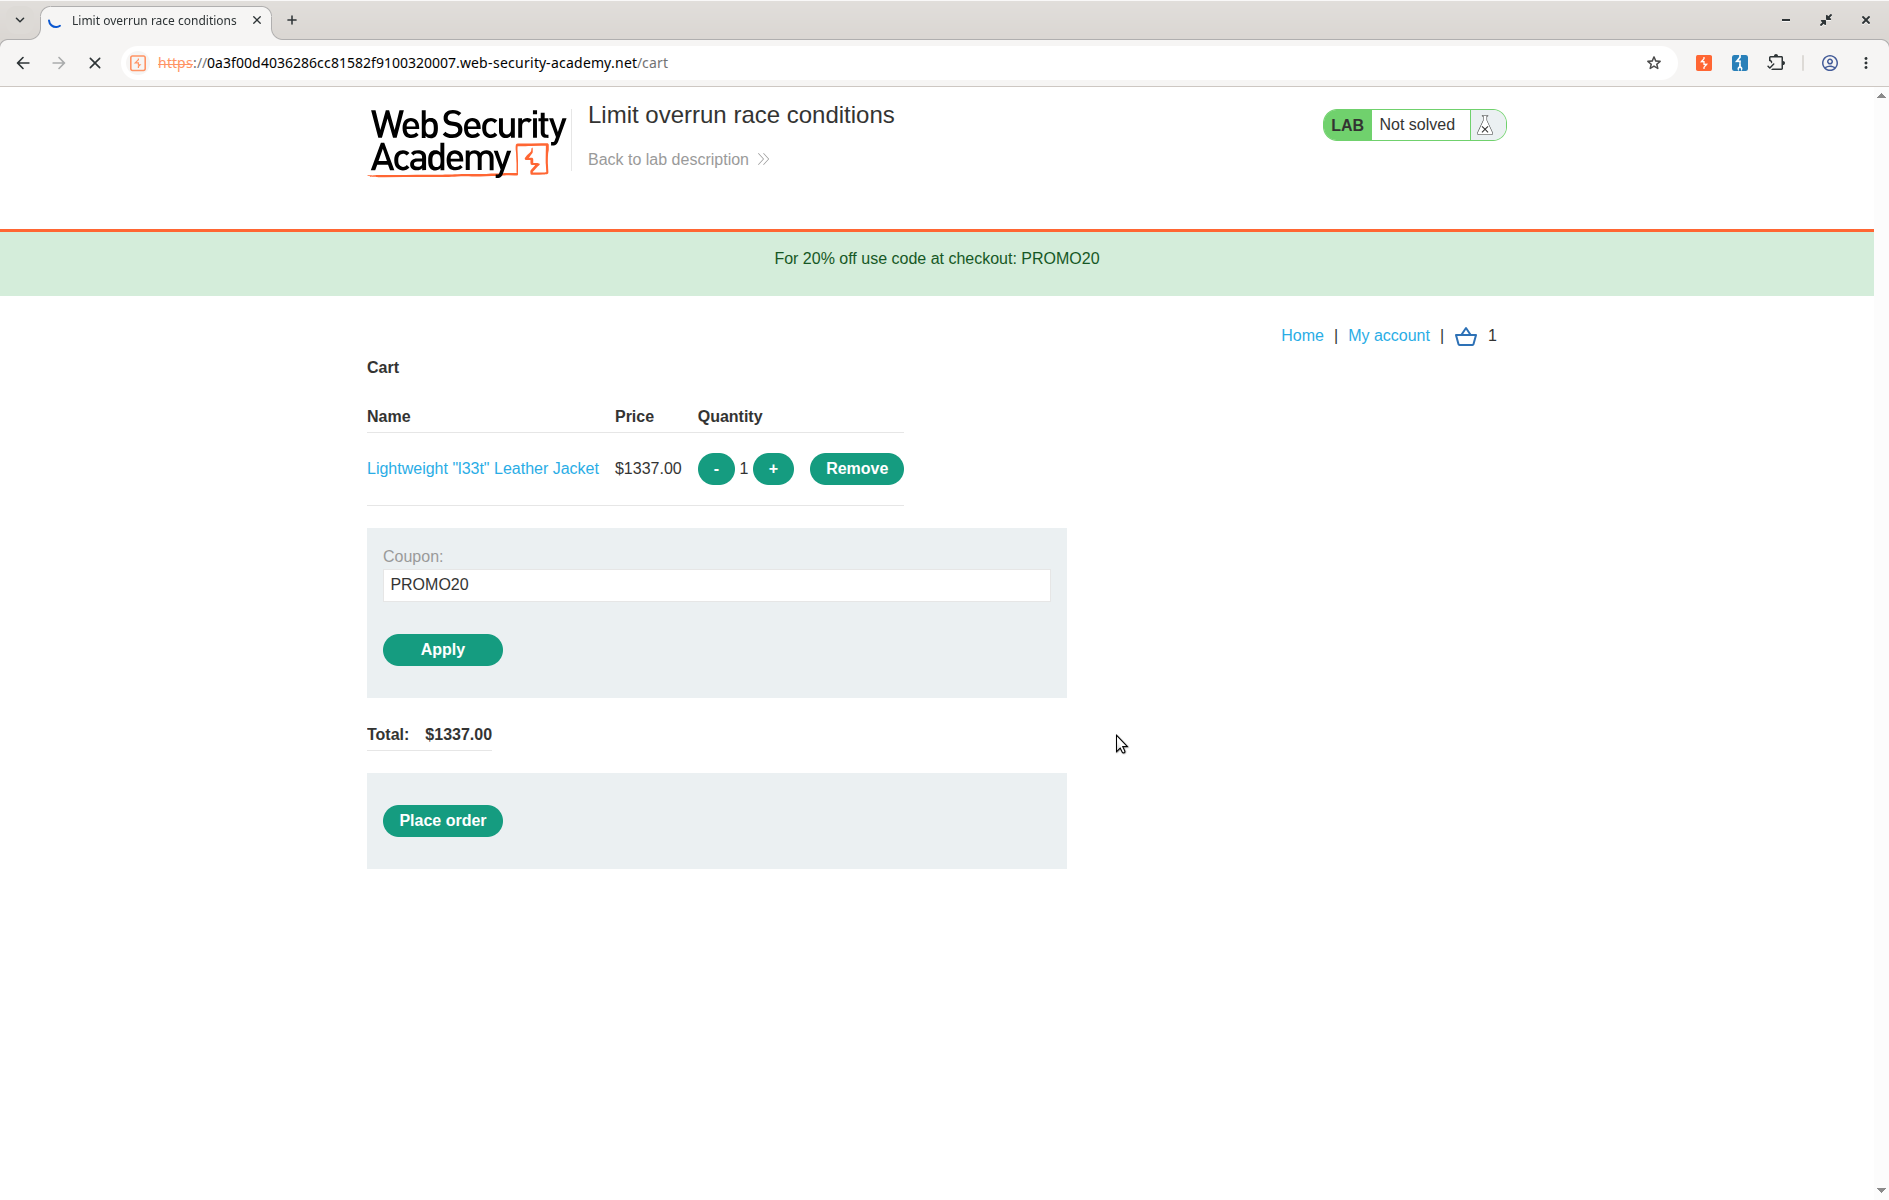 Limit overrun race conditions
https://0a3f00d4036286cc81582f9100320007.web-security-academy.net/cart
Web Security
Academy
Limit overrun race conditions
Back to lab description
LAB Not solved
For 20% off use code at checkout: PROMO20
Home | My account | 1
Cart
Name Price Quantity
Lightweight "l33t" Leather Jacket $1337.00 - 1 + Remove
Coupon:
PROMO20
Apply
Total: $1337.00
Place order